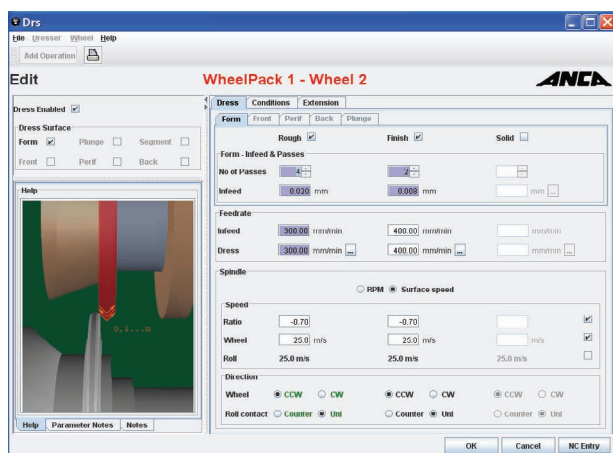 Drs
File Dresser Wheel Help
Add Operation
Edit WheelPack 1 - Wheel 2 ANCA
Dress Enabled
Dress Surface
Form Plunge Segment
Front Perif Back
Help
0,i...n
Help Parameter Notes Notes
Dress Conditions Extension
Form Front Perif Back Plunge
Rough Finish Solid
Form - Infeed & Passes
No of Passes 4 2
Infeed 0.020 mm 0.008 mm mm ...
Feedrate
Infeed 300.00 mm/min 400.00 mm/min mm/min
Dress 300.00 mm/min ... 400.00 mm/min ... mm/min ...
Spindle
RPM Surface speed
Speed
Ratio -0.70 -0.70
Wheel 25.0 m/s 25.0 m/s m/s
Roll 25.0 m/s 25.0 m/s 25.0 m/s
Direction
Wheel CCW CW CCW CW CCW CW
Roll contact Counter Uni Counter Uni Counter Uni
OK Cancel NC Entry